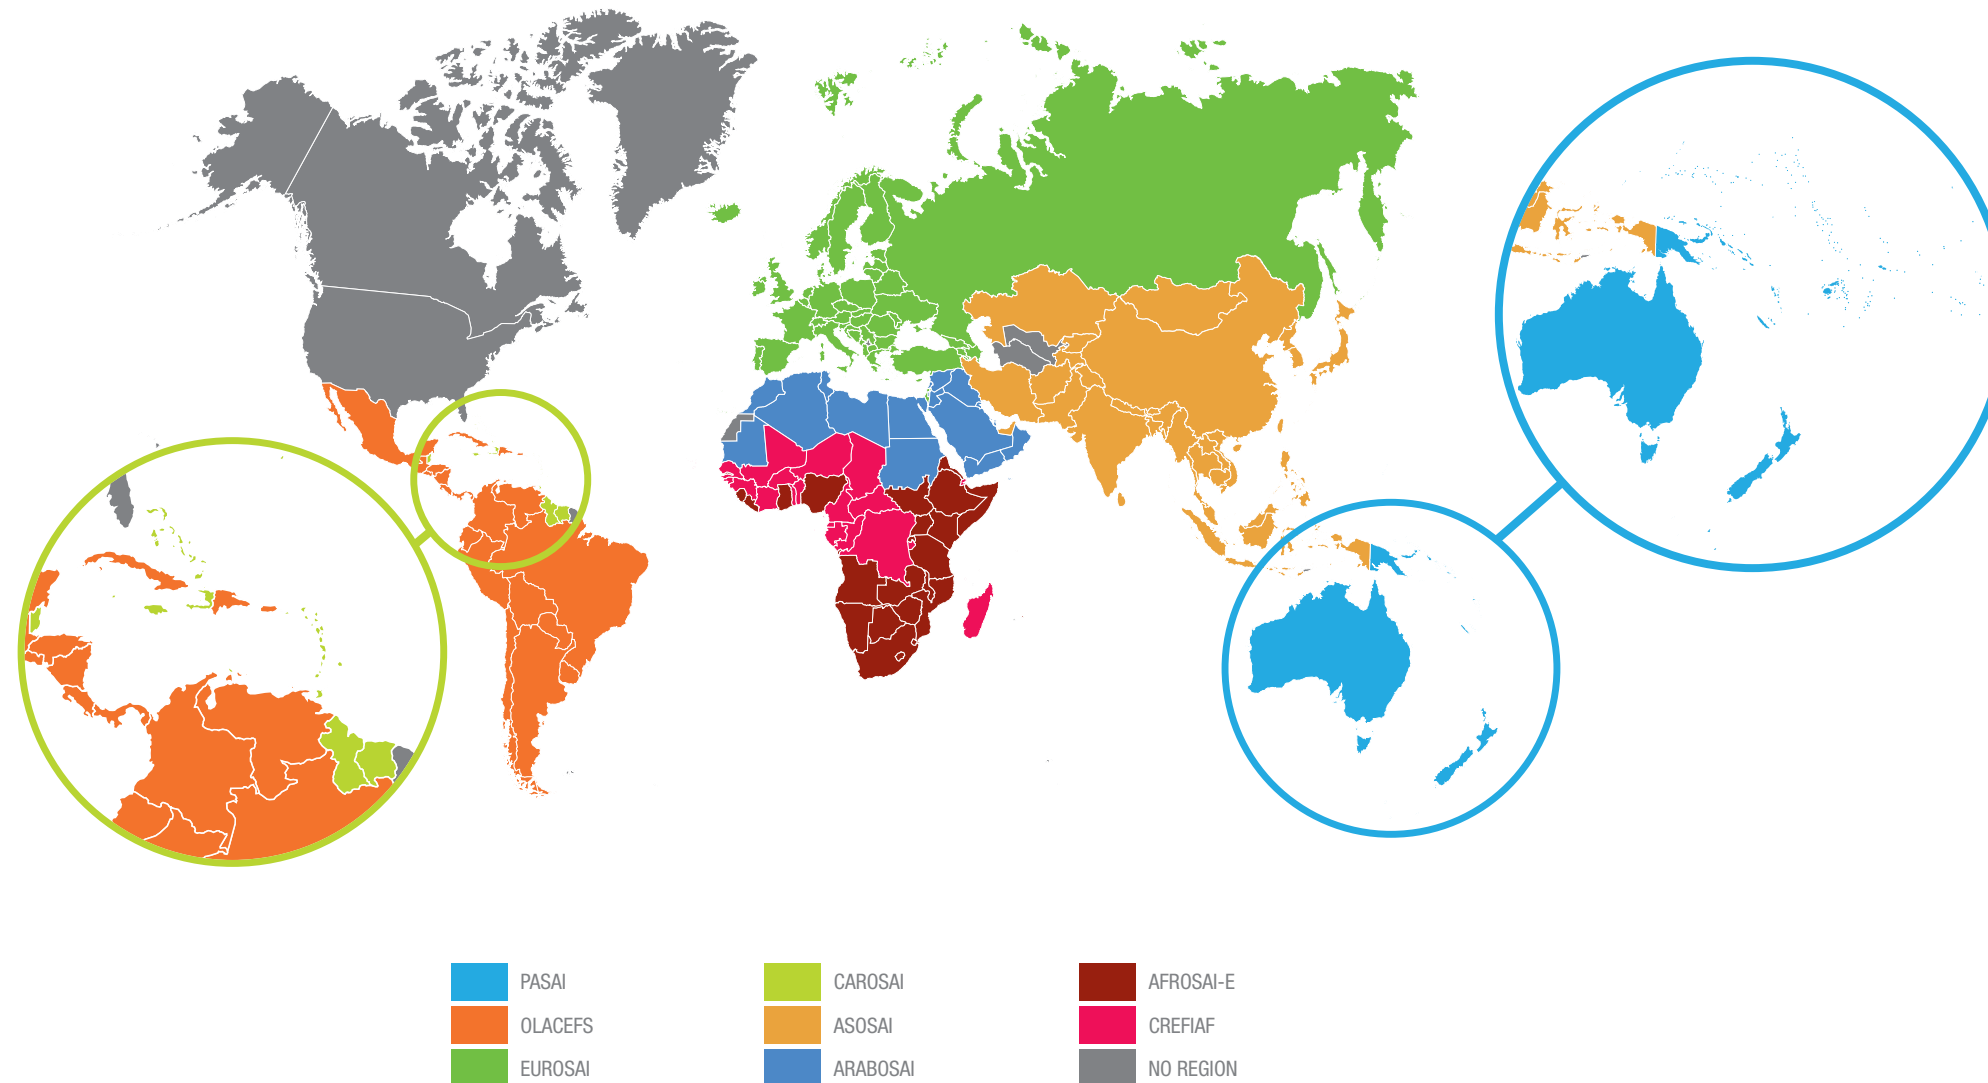 PASAI
OLACEFS
EUROSAI
CAROSAI
ASOSAI
ARABOSAI
AFROSAI-E
CREFIAF
NO REGION